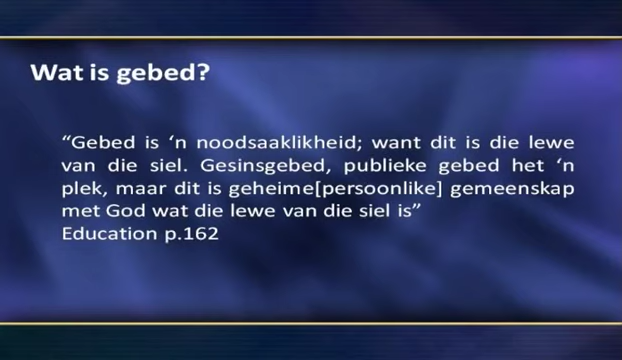 Wat is gebed?
“Gebed is ‘n noodsaaklikheid; want dit is die lewe
van die siel. Gesinsgebed, publieke gebed het ‘n
plek, maar dit is geheime[persoonlike] gemeenskap
met God wat die lewe van die siel is”
Education p.162